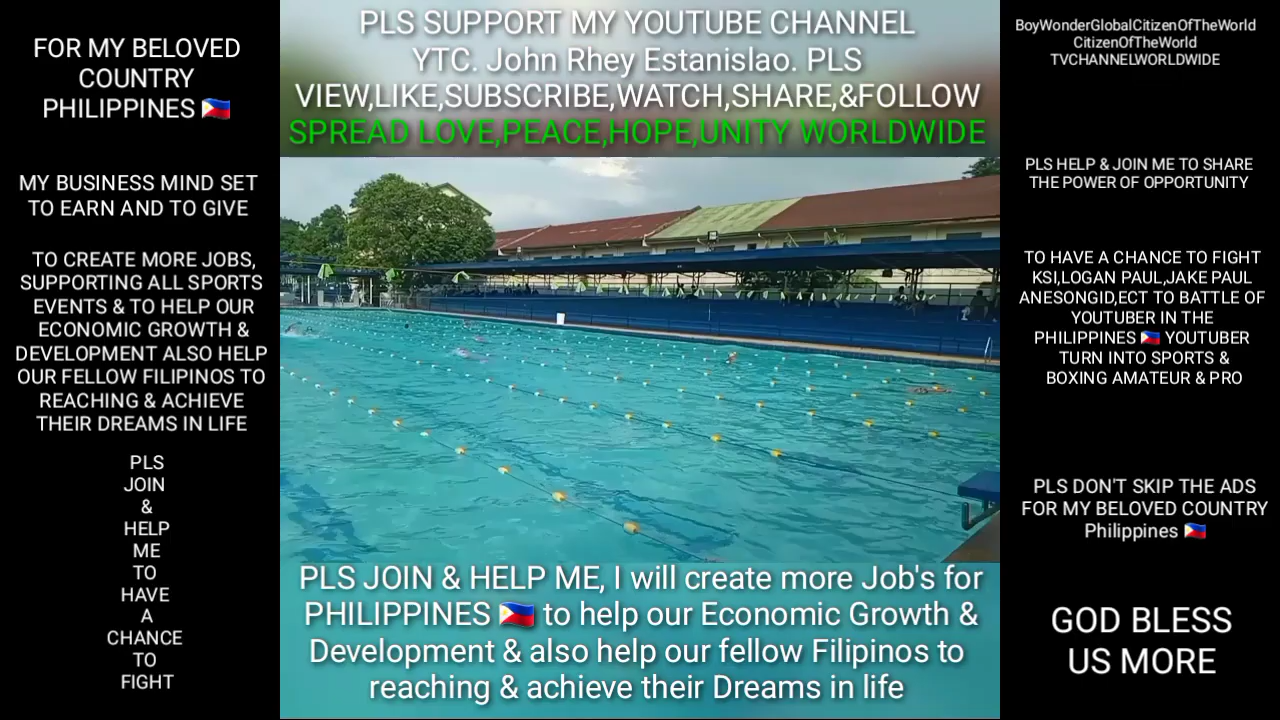 FOR MY BELOVED
COUNTRY
PHILIPPINES 🇵🇭
MY BUSINESS MIND SET
TO EARN AND TO GIVE
TO CREATE MORE JOBS,
SUPPORTING ALL SPORTS
EVENTS & TO HELP OUR
ECONOMIC GROWTH &
DEVELOPMENT ALSO HELP
OUR FELLOW FILIPINOS TO
REACHING & ACHIEVE
THEIR DREAMS IN LIFE
PLS
JOIN
&
HELP
ME
TO
HAVE
A
CHANCE
TO
FIGHT
PLS SUPPORT MY YOUTUBE CHANNEL
YTC. John Rhey Estanislao. PLS
VIEW,LIKE,SUBSCRIBE,WATCH,SHARE,&FOLLOW
SPREAD LOVE,PEACE,HOPE,UNITY WORLDWIDE
PLS JOIN & HELP ME, I will create more Job's for
PHILIPPINES 🇵🇭 to help our Economic Growth &
Development & also help our fellow Filipinos to
reaching & achieve their Dreams in life
BoyWonderGlobalCitizenOfTheWorld
CitizenOfTheWorld
TVCHANNELWORLDWIDE
PLS HELP & JOIN ME TO SHARE
THE POWER OF OPPORTUNITY
TO HAVE A CHANCE TO FIGHT
KSI,LOGAN PAUL,JAKE PAUL
ANESONGID,ECT TO BATTLE OF
YOUTUBER IN THE
PHILIPPINES 🇵🇭 YOUTUBER
TURN INTO SPORTS &
BOXING AMATEUR & PRO
PLS DON'T SKIP THE ADS
FOR MY BELOVED COUNTRY
Philippines 🇵🇭
GOD BLESS
US MORE